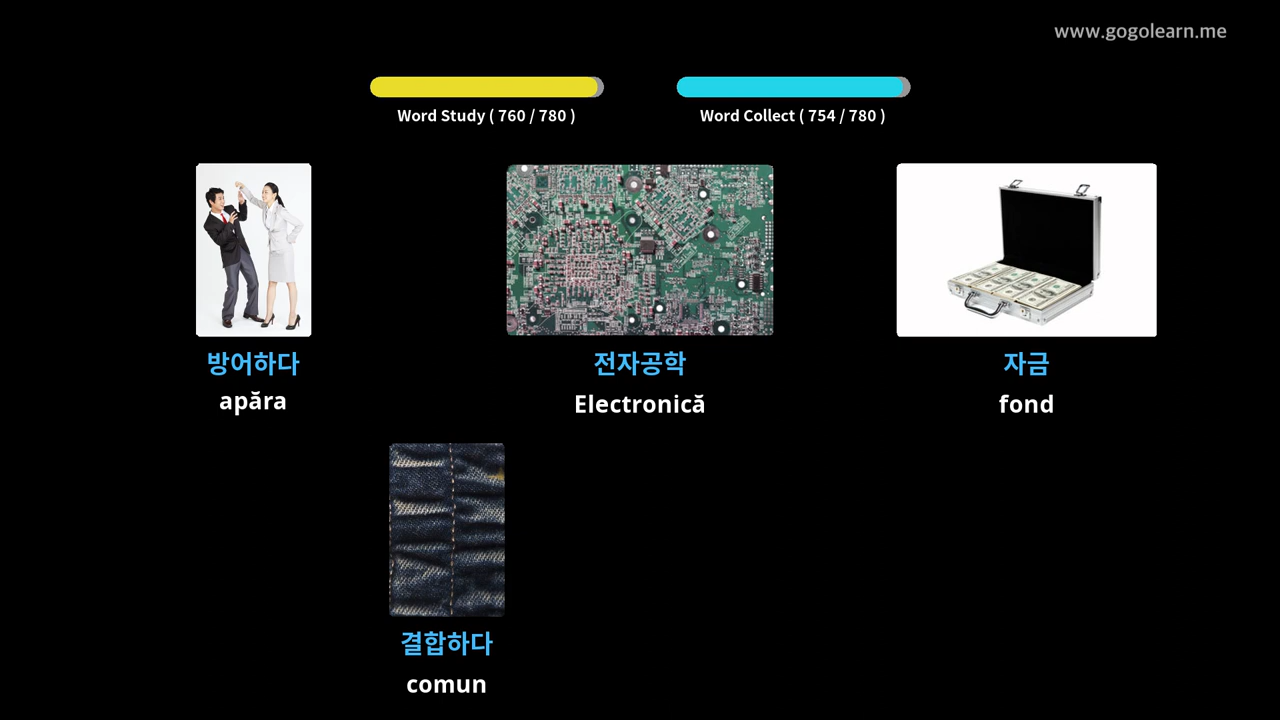 www.gogolearn.me
Word Study ( 760 / 780 )
Word Collect ( 754 / 780 )
방어하다
apăra
전자공학
Electronică
자금
fond
결합하다
comun